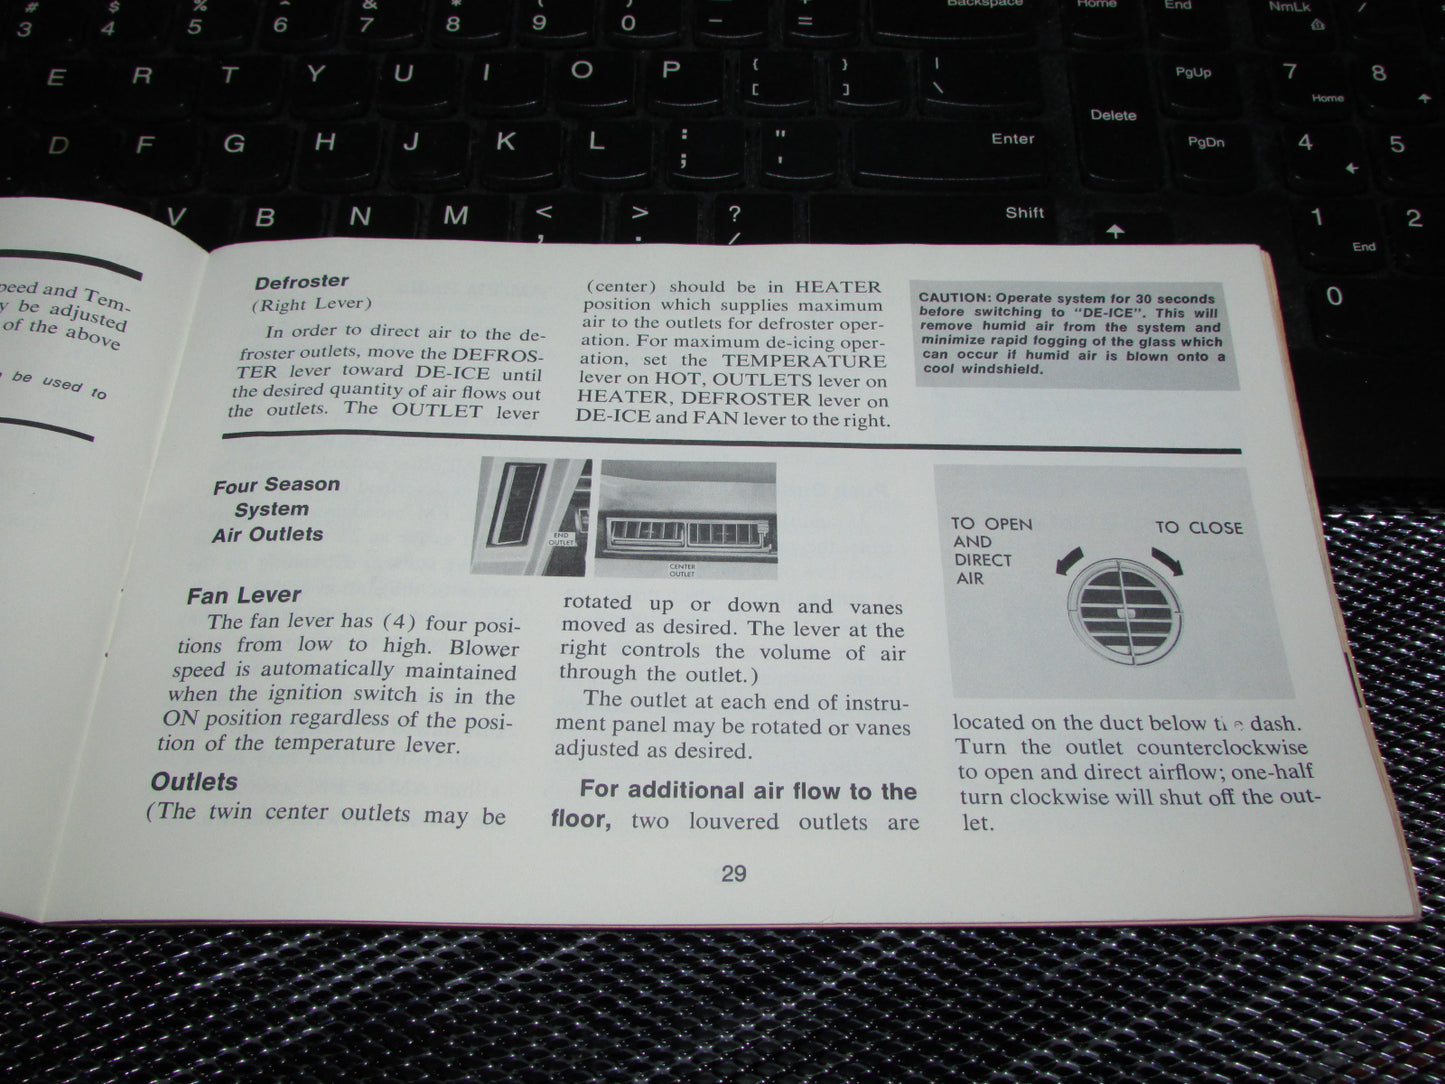 #
3
$
4
%
5
^
6
&
7
*
8
(
9
)
0
_
-
+
=
Backspace
Home
End
NmLk
/
E
R
T
Y
U
I
O
P
{
[
}
]
|
\
Delete
PgUp
7
Home
8
D
F
G
H
J
K
L
:
;
"
'
Enter
PgDn
4
5
V
B
N
M
<
,
>
.
?
/
Shift
1
End
2
0
peed and Tem-
y be adjusted
of the above
be used to
Defroster
(Right Lever)
In order to direct air to the de-
froster outlets, move the DEFROS-
TER lever toward DE-ICE until
the desired quantity of air flows out
the outlets. The OUTLET lever
(center) should be in HEATER
position which supplies maximum
air to the outlets for defroster oper-
ation. For maximum de-icing oper-
ation, set the TEMPERATURE
lever on HOT, OUTLETS lever on
HEATER, DEFROSTER lever on
DE-ICE and FAN lever to the right.
CAUTION: Operate system for 30 seconds
before switching to "DE-ICE". This will
remove humid air from the system and
minimize rapid fogging of the glass which
can occur if humid air is blown onto a
cool windshield.
Four Season
System
Air Outlets
END
OUTLET
CENTER
OUTLET
TO OPEN
AND
DIRECT
AIR
TO CLOSE
Fan Lever
The fan lever has (4) four posi-
tions from low to high. Blower
speed is automatically maintained
when the ignition switch is in the
ON position regardless of the posi-
tion of the temperature lever.
Outlets
(The twin center outlets may be
rotated up or down and vanes
moved as desired. The lever at the
right controls the volume of air
through the outlet.)
The outlet at each end of instru-
ment panel may be rotated or vanes
adjusted as desired.
For additional air flow to the
floor, two louvered outlets are
located on the duct below the dash.
Turn the outlet counterclockwise
to open and direct airflow; one-half
turn clockwise will shut off the out-
let.
29